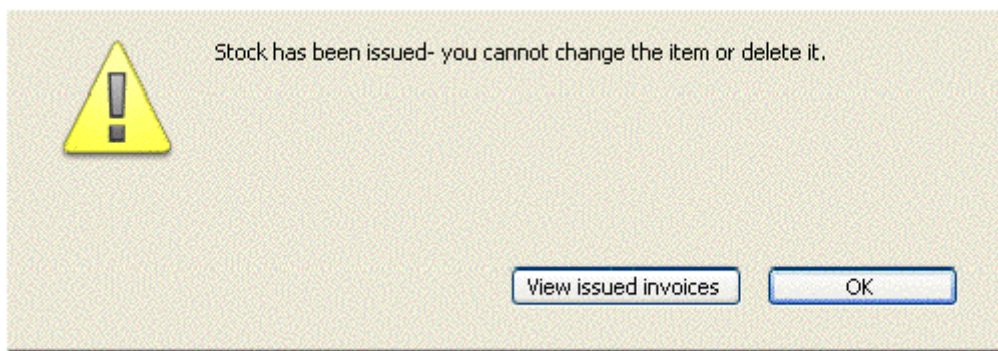 Stock has been issued- you cannot change the item or delete it.
View issued invoices
OK